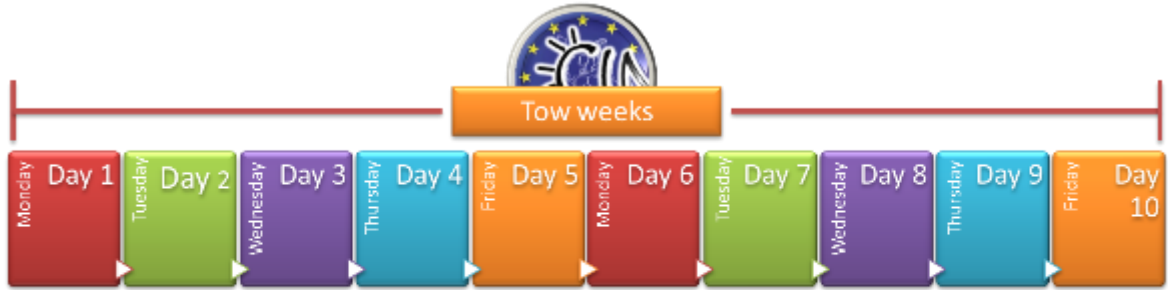 CIN
Tow weeks
Monday
Day 1
Tuesday
Day 2
Wednesday
Day 3
Thursday
Day 4
Friday
Day 5
Monday
Day 6
Tuesday
Day 7
Wednesday
Day 8
Thursday
Day 9
Friday
Day
10